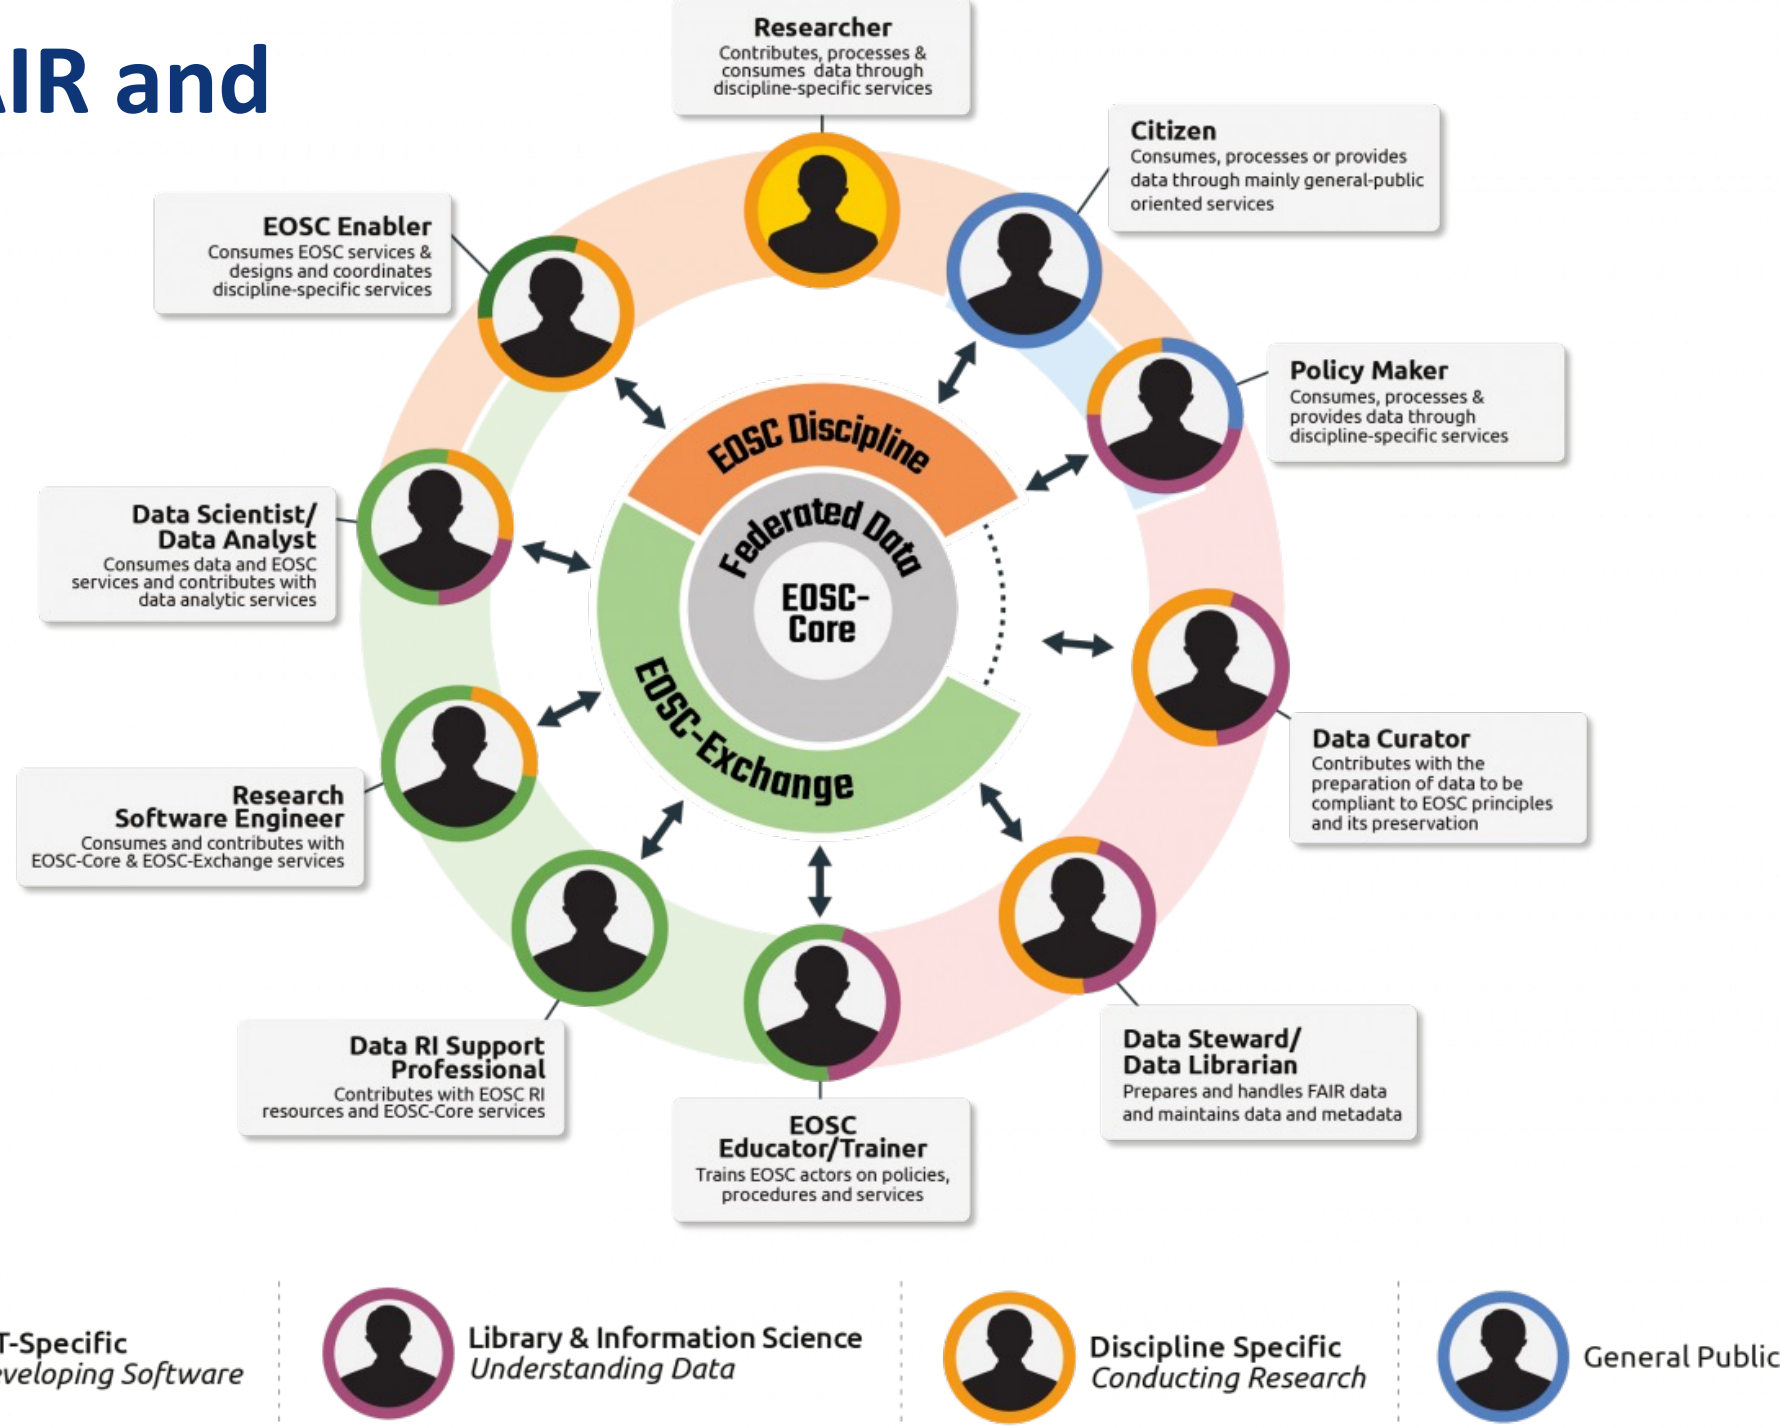 AIR and
Researcher
Contributes, processes &
consumes data through
discipline-specific services
Citizen
Consumes, processes or provides
data through mainly general-public
oriented services
EOSC Enabler
Consumes EOSC services &
designs and coordinates
discipline-specific services
Policy Maker
Consumes, processes &
provides data through
discipline-specific services
EOSC Discipline
Federated Data
EOSC-
Core
EOSC-Exchange
Data Scientist/
Data Analyst
Consumes data and EOSC
services and contributes with
data analytic services
Data Curator
Contributes with the
preparation of data to be
compliant to EOSC principles
and its preservation
Research
Software Engineer
Consumes and contributes with
EOSC-Core & EOSC-Exchange services
Data RI Support
Professional
Contributes with EOSC RI
resources and EOSC-Core services
EOSC
Educator/Trainer
Trains EOSC actors on policies,
procedures and services
Data Steward/
Data Librarian
Prepares and handles FAIR data
and maintains data and metadata
T-Specific
eveloping Software
Library & Information Science
Understanding Data
Discipline Specific
Conducting Research
General Public